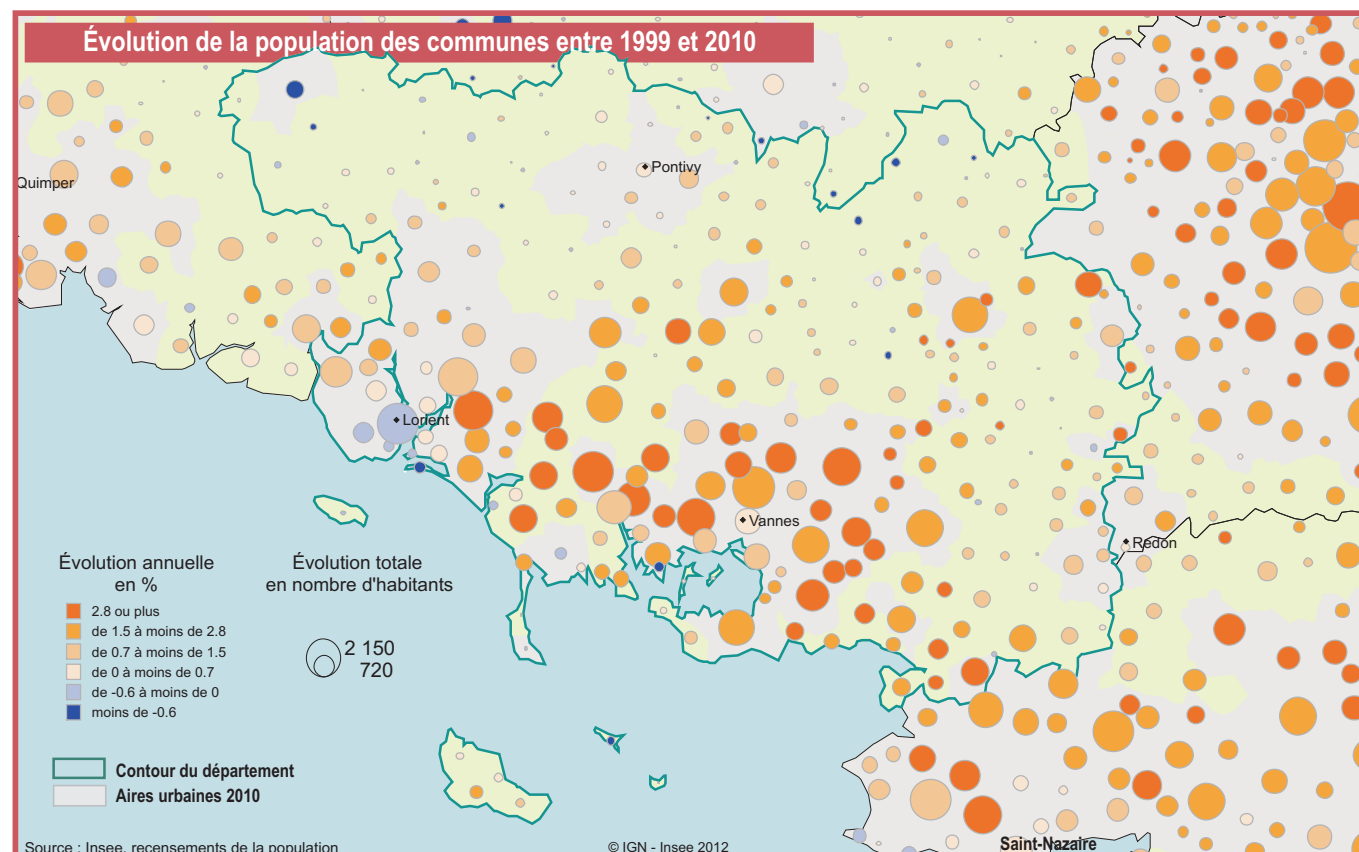 Évolution de la population des communes entre 1999 et 2010
Pontivy
Quimper
Lorient
Vannes
Redon
Évolution annuelle
en %
2.8 ou plus
de 1.5 à moins de 2.8
de 0.7 à moins de 1.5
de 0 à moins de 0.7
de -0.6 à moins de 0
moins de -0.6
Évolution totale
en nombre d'habitants
2 150
720
Contour du département
Aires urbaines 2010
Saint-Nazaire
Source : Insee, recensements de la population
© IGN - Insee 2012